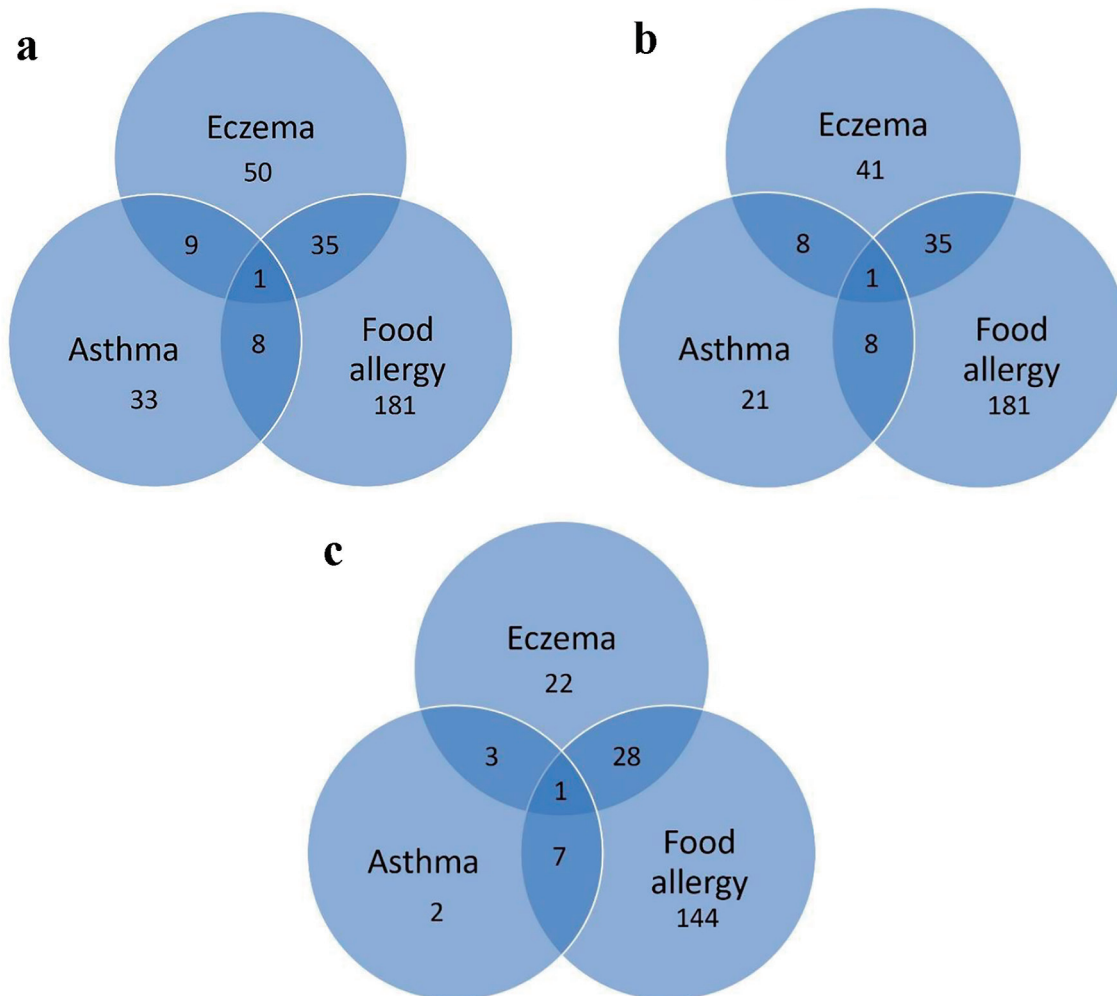 a
Eczema
50
9
35
1
Asthma
33
8
Food
allergy
181
b
Eczema
41
8
35
1
Asthma
21
8
Food
allergy
181
c
Eczema
22
3
28
1
Asthma
2
7
Food
allergy
144